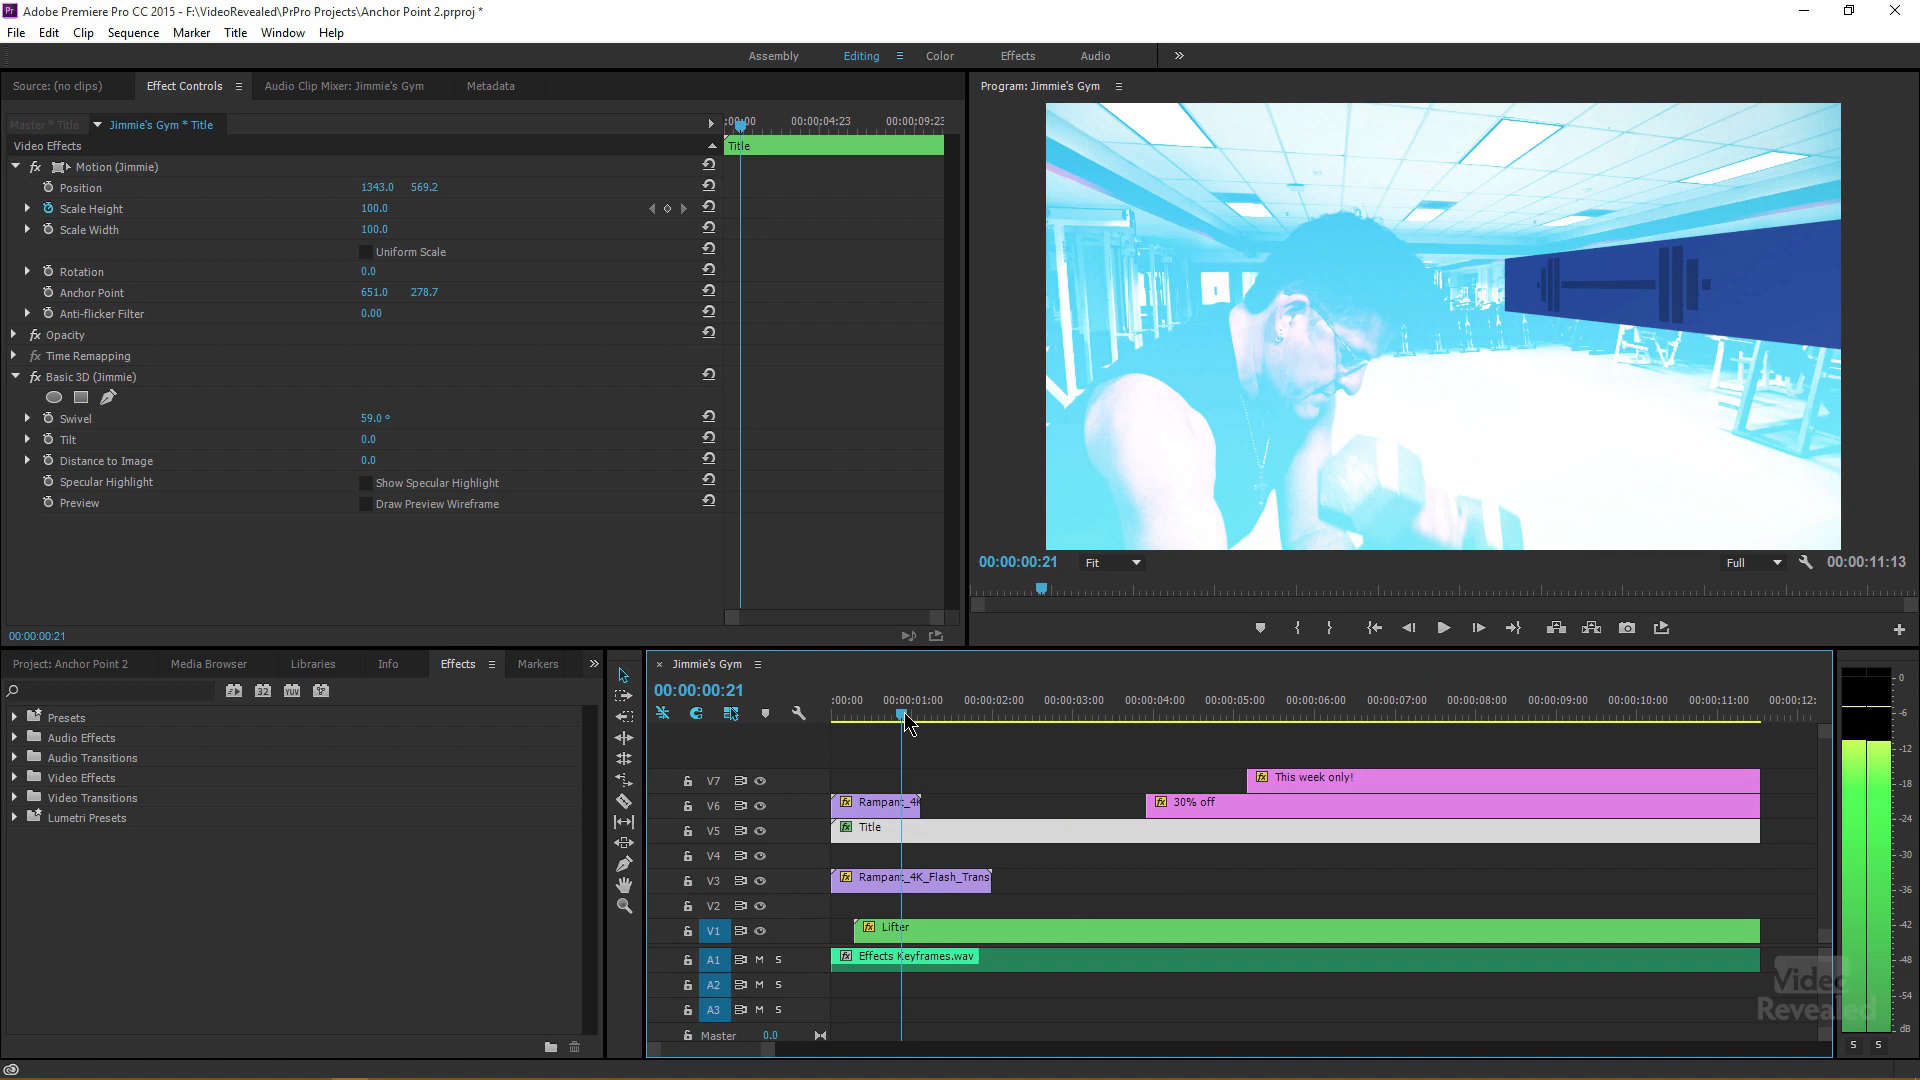 Adobe Premiere Pro CC 2015 - F:\VideoRevealed\PrPro Projects\Anchor Point 2.prproj *
File Edit Clip Sequence Marker Title Window Help
Assembly Editing Color Effects Audio
Source: (no clips) Effect Controls Audio Clip Mixer: Jimmie's Gym Metadata
Program: Jimmie's Gym
Master * Title Jimmie's Gym * Title
:00:00 00:00:04:23 00:00:09:23
Video Effects
Title
fx Motion (Jimmie)
Position 1343.0 569.2
Scale Height 100.0
Scale Width 100.0
Uniform Scale
Rotation 0.0
Anchor Point 651.0 278.7
Anti-flicker Filter 0.00
fx Opacity
fx Time Remapping
fx Basic 3D (Jimmie)
Swivel 59.0 °
Tilt 0.0
Distance to Image 0.0
Specular Highlight Show Specular Highlight
Preview Draw Preview Wireframe
00:00:00:21
00:00:00:21 Fit Full 00:00:11:13
Project: Anchor Point 2 Media Browser Libraries Info Effects Markers
32 YUV
Presets
Audio Effects
Audio Transitions
Video Effects
Video Transitions
Lumetri Presets
× Jimmie's Gym
00:00:00:21
:00:00 00:00:01:00 00:00:02:00 00:00:03:00 00:00:04:00 00:00:05:00 00:00:06:00 00:00:07:00 00:00:08:00 00:00:09:00 00:00:10:00 00:00:11:00 00:00:12:
V7 fx This week only!
V6 fx Rampant_4K fx 30% off
V5 fx Title
V4
V3 fx Rampant_4K_Flash_Trans
V2
V1 fx Lifter
A1 M S fx Effects Keyframes.wav
A2 M S
A3 M S
Master 0.0
0
-6
-12
-18
-24
-30
-36
-42
-48
-54
dB
S S
Video
Revealed